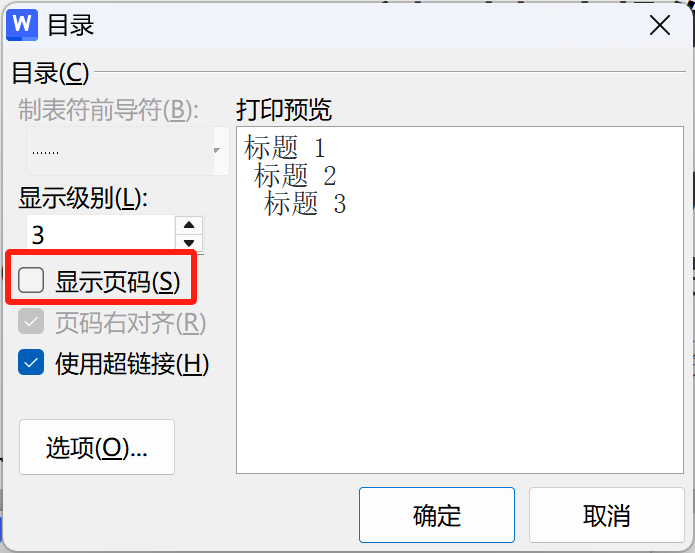 目录
目录(C)
制表符前导符(B):
.......
显示级别(L):
3
显示页码(S)
页码右对齐(R)
使用超链接(H)
选项(O)...
打印预览
标题 1
标题 2
标题 3
确定
取消